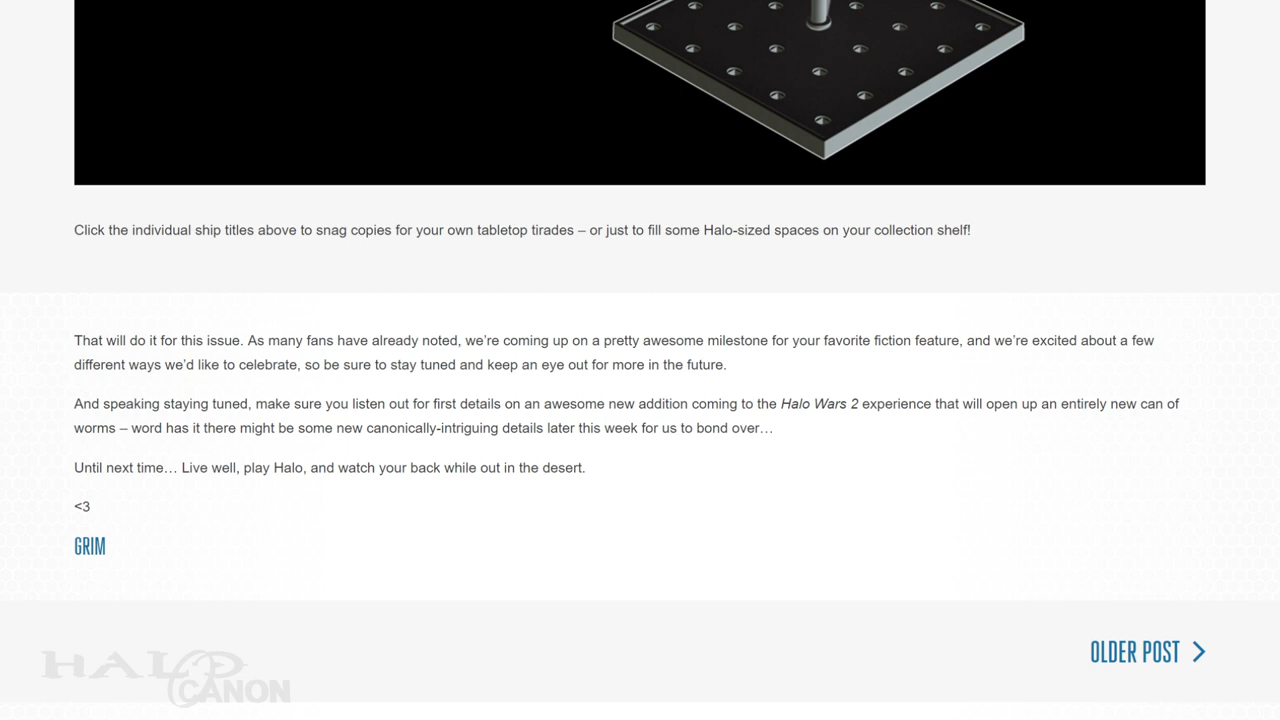 Click the individual ship titles above to snag copies for your own tabletop tirades – or just to fill some Halo-sized spaces on your collection shelf!
That will do it for this issue. As many fans have already noted, we’re coming up on a pretty awesome milestone for your favorite fiction feature, and we’re excited about a few
different ways we’d like to celebrate, so be sure to stay tuned and keep an eye out for more in the future.
And speaking staying tuned, make sure you listen out for first details on an awesome new addition coming to the Halo Wars 2 experience that will open up an entirely new can of
worms – word has it there might be some new canonically-intriguing details later this week for us to bond over…
Until next time… Live well, play Halo, and watch your back while out in the desert.
<3
GRIM
OLDER POST
HALO
CANON